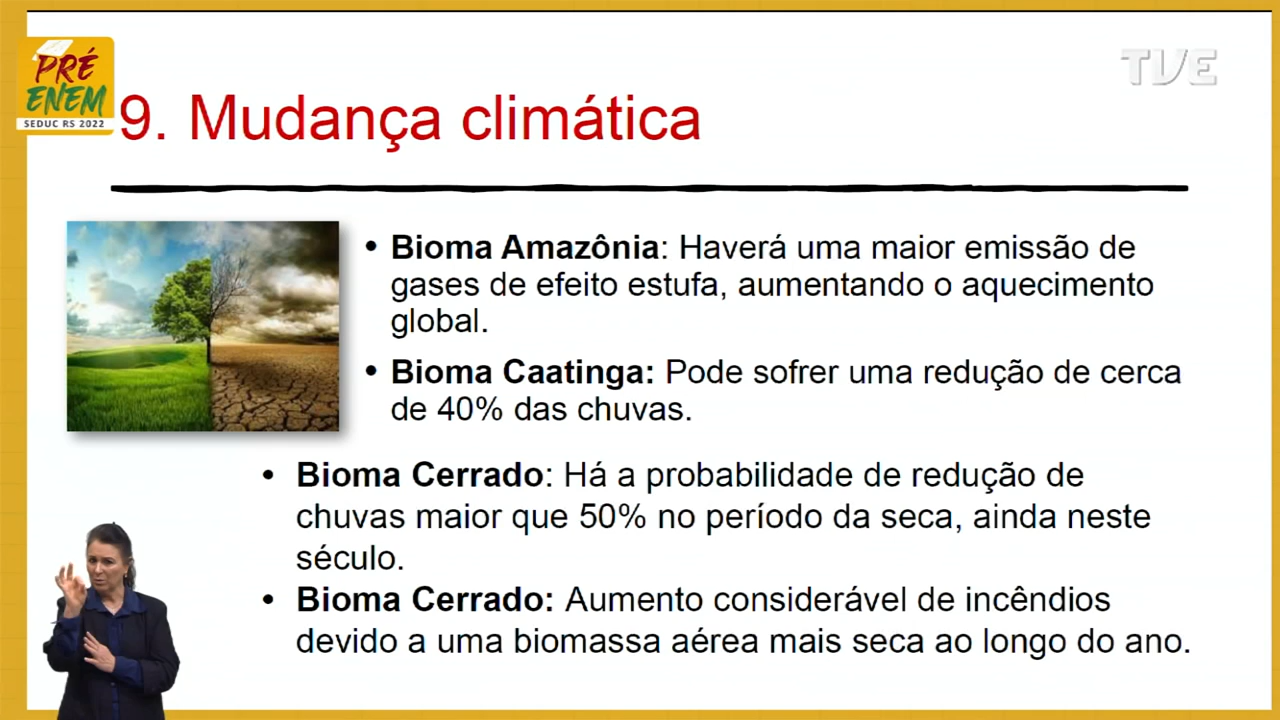 PRÉ
ENEM
SEDUC RS 2022
TVE
9. Mudança climática
• Bioma Amazônia: Haverá uma maior emissão de
gases de efeito estufa, aumentando o aquecimento
global.
• Bioma Caatinga: Pode sofrer uma redução de cerca
de 40% das chuvas.
• Bioma Cerrado: Há a probabilidade de redução de
chuvas maior que 50% no período da seca, ainda neste
século.
• Bioma Cerrado: Aumento considerável de incêndios
devido a uma biomassa aérea mais seca ao longo do ano.